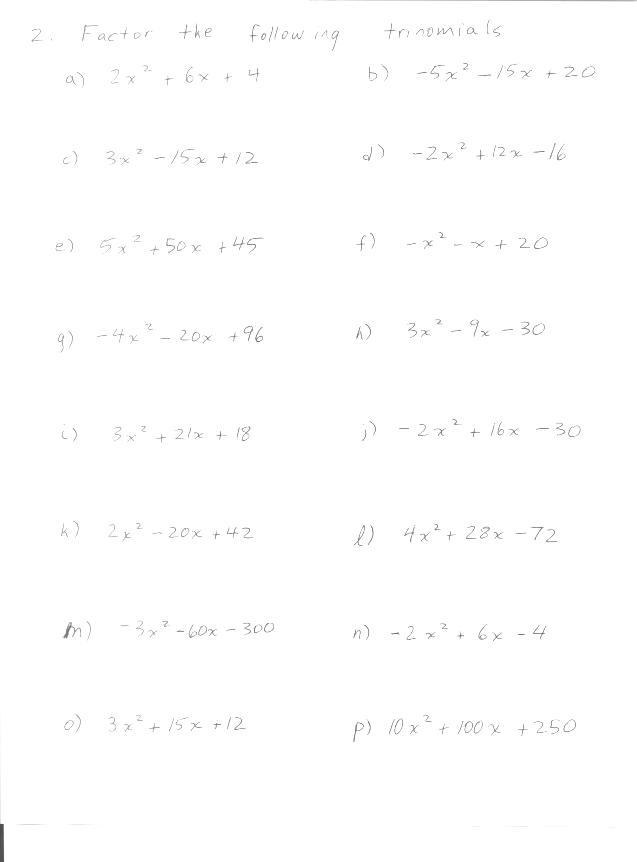 2. Factor the following trinomials
a) 2x² + 6x + 4 b) -5x² - 15x + 20
c) 3x² - 15x + 12 d) -2x² + 12x - 16
e) 5x² + 50x + 45 f) -x² - x + 20
g) -4x² - 20x + 96 h) 3x² - 9x - 30
i) 3x² + 21x + 18 j) -2x² + 16x - 30
k) 2x² - 20x + 42 l) 4x² + 28x - 72
m) -3x² - 60x - 300 n) -2x² + 6x - 4
o) 3x² + 15x + 12 p) 10x² + 100x + 250